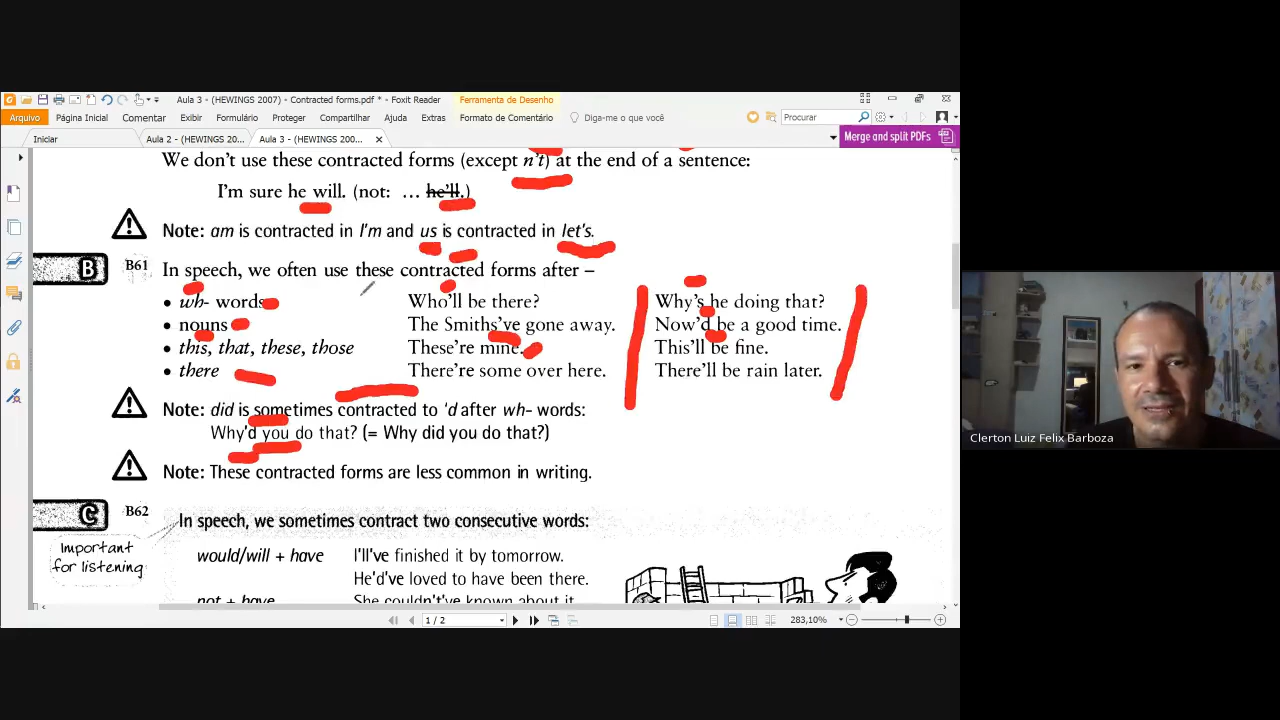 Aula 3 - (HEWINGS 2007) - Contracted forms.pdf * - Foxit Reader
Ferramenta de Desenho
Arquivo Página Inicial Comentar Exibir Formulário Proteger Compartilhar Ajuda Extras Formato de Comentário Diga-me o que você Procurar
Iniciar Aula 2 - (HEWINGS 20... Aula 3 - (HEWINGS 200... Merge and split PDFs
We don't use these contracted forms (except n't) at the end of a sentence:
I'm sure he will. (not: … he'll.)
Note: am is contracted in I'm and us is contracted in let's.
B B61 In speech, we often use these contracted forms after –
• wh- words Who'll be there? Why's he doing that?
• nouns The Smiths've gone away. Now'd be a good time.
• this, that, these, those These're mine. This'll be fine.
• there There're some over here. There'll be rain later.
Note: did is sometimes contracted to 'd after wh- words:
Why'd you do that? (= Why did you do that?)
Note: These contracted forms are less common in writing.
C B62 In speech, we sometimes contract two consecutive words:
Important
for listening
would/will + have I'll've finished it by tomorrow.
He'd've loved to have been there.
not + have She couldn't've known about it
1 / 2 283,10%
Clerton Luiz Felix Barboza